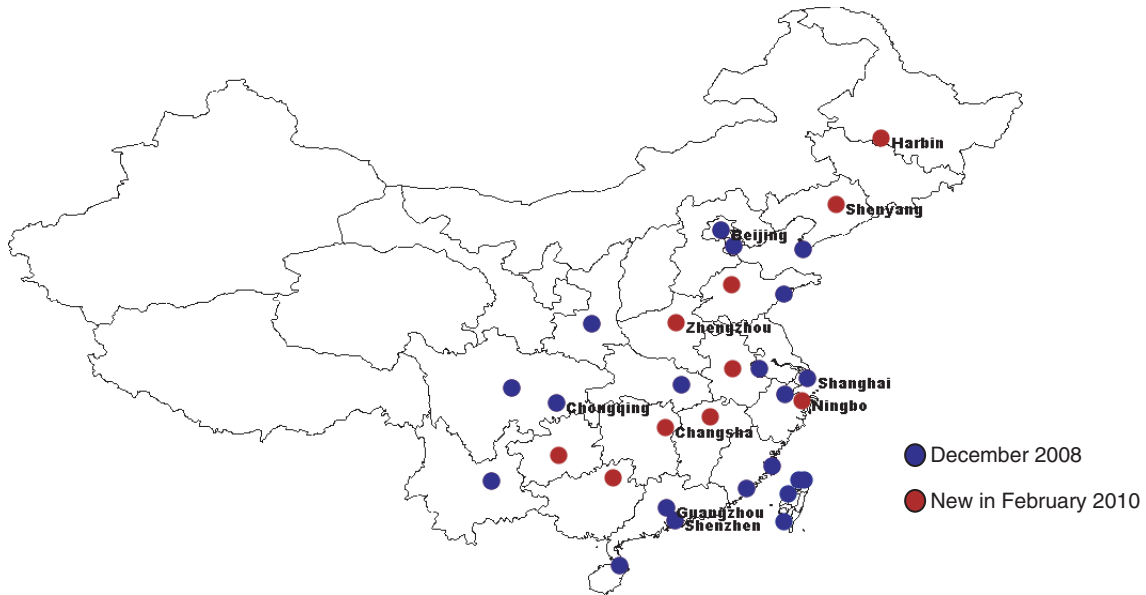 Harbin
Shenyang
Beijing
Zhengzhou
Shanghai
Chongqing
Ningbo
Changsha
December 2008
New in February 2010
Guangzhou
Shenzhen